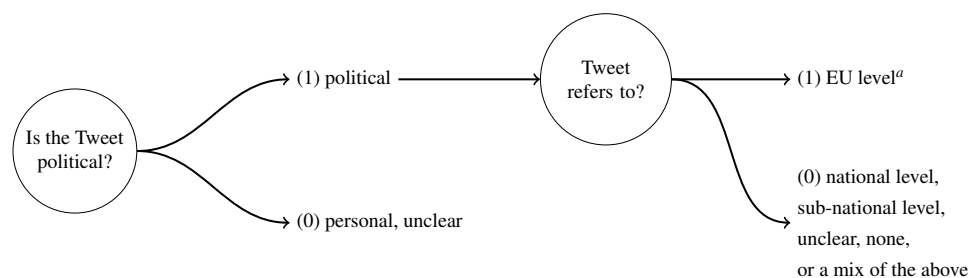 Is the Tweet
political?
(1) political
(0) personal, unclear
Tweet
refers to?
(1) EU levelᵃ
(0) national level,
sub-national level,
unclear, none,
or a mix of the above